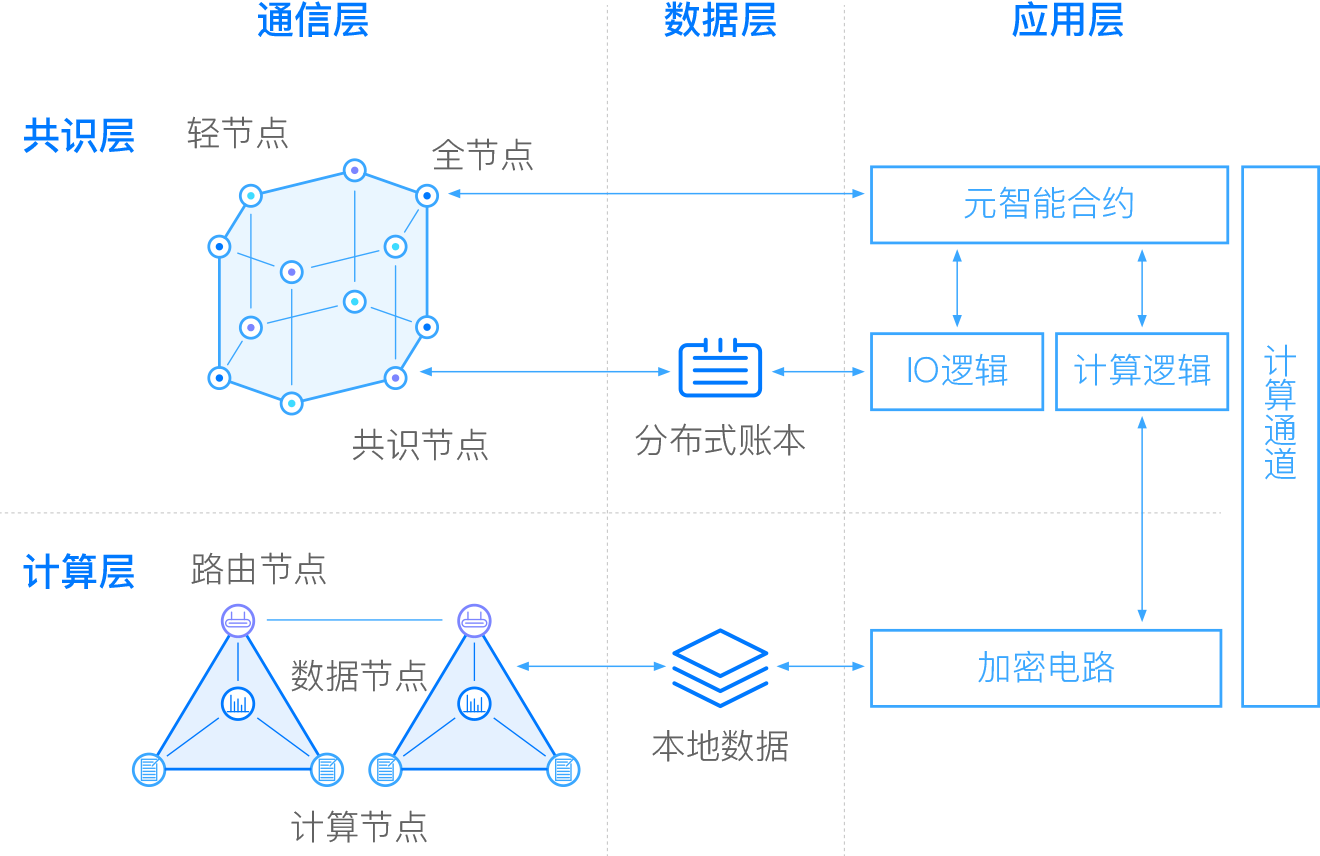 通信层
数据层
应用层
共识层
轻节点
全节点
元智能合约
IO逻辑
计算逻辑
计算通道
共识节点
分布式账本
计算层
路由节点
数据节点
加密电路
本地数据
计算节点